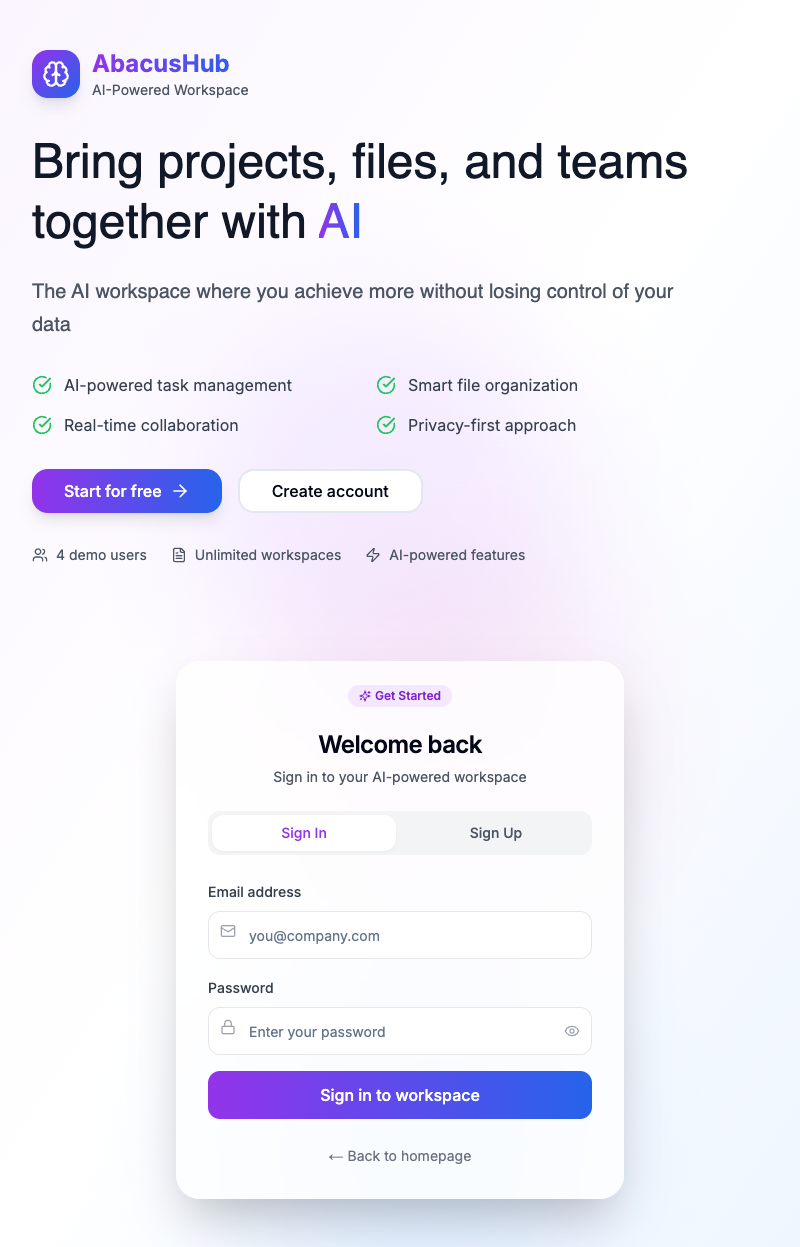 AbacusHub
AI-Powered Workspace
Bring projects, files, and teams
together with AI
The AI workspace where you achieve more without losing control of your
data
AI-powered task management
Smart file organization
Real-time collaboration
Privacy-first approach
Start for free →
Create account
4 demo users
Unlimited workspaces
AI-powered features
Get Started
Welcome back
Sign in to your AI-powered workspace
Sign In
Sign Up
Email address
you@company.com
Password
Enter your password
Sign in to workspace
← Back to homepage